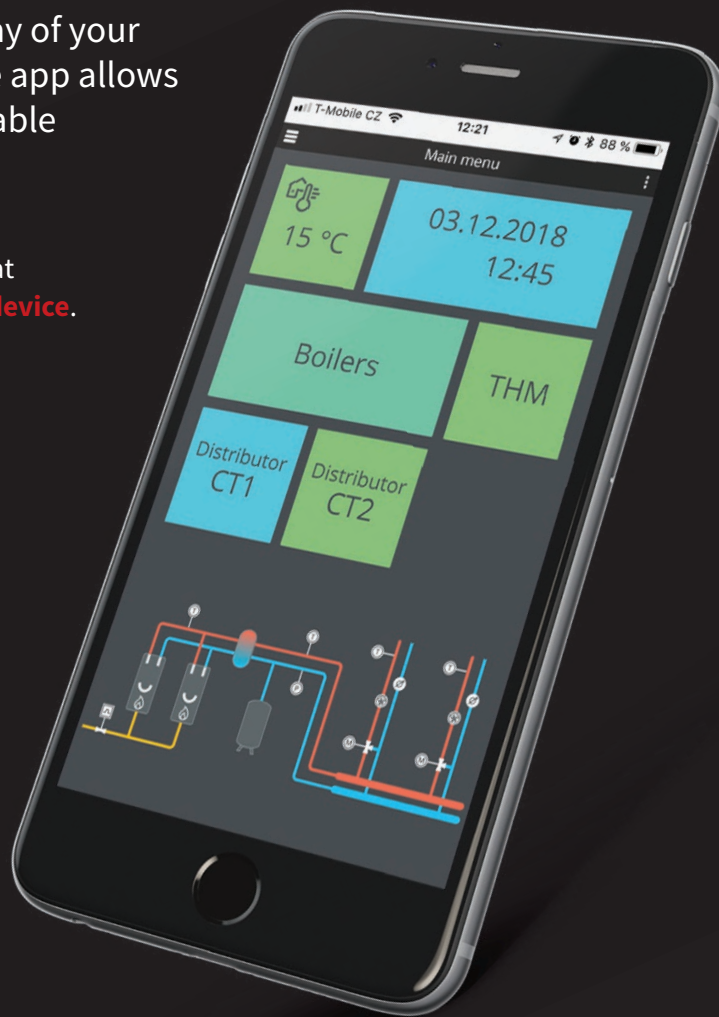 ny of your
e app allows
able
nt
device.
T-Mobile CZ
12:21
88 %
Main menu
15 °C
03.12.2018
12:45
Boilers
THM
Distributor
CT1
Distributor
CT2
T
T
P
T
T
M
M